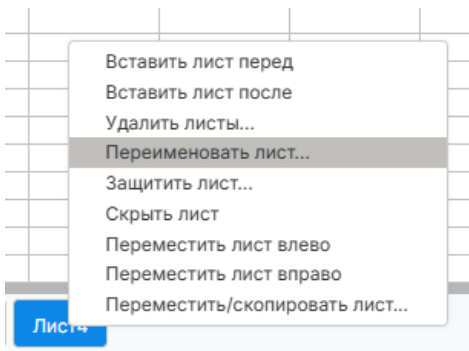 Вставить лист перед
Вставить лист после
Удалить листы...
Переименовать лист...
Защитить лист...
Скрыть лист
Переместить лист влево
Переместить лист вправо
Переместить/скопировать лист...
Лист4